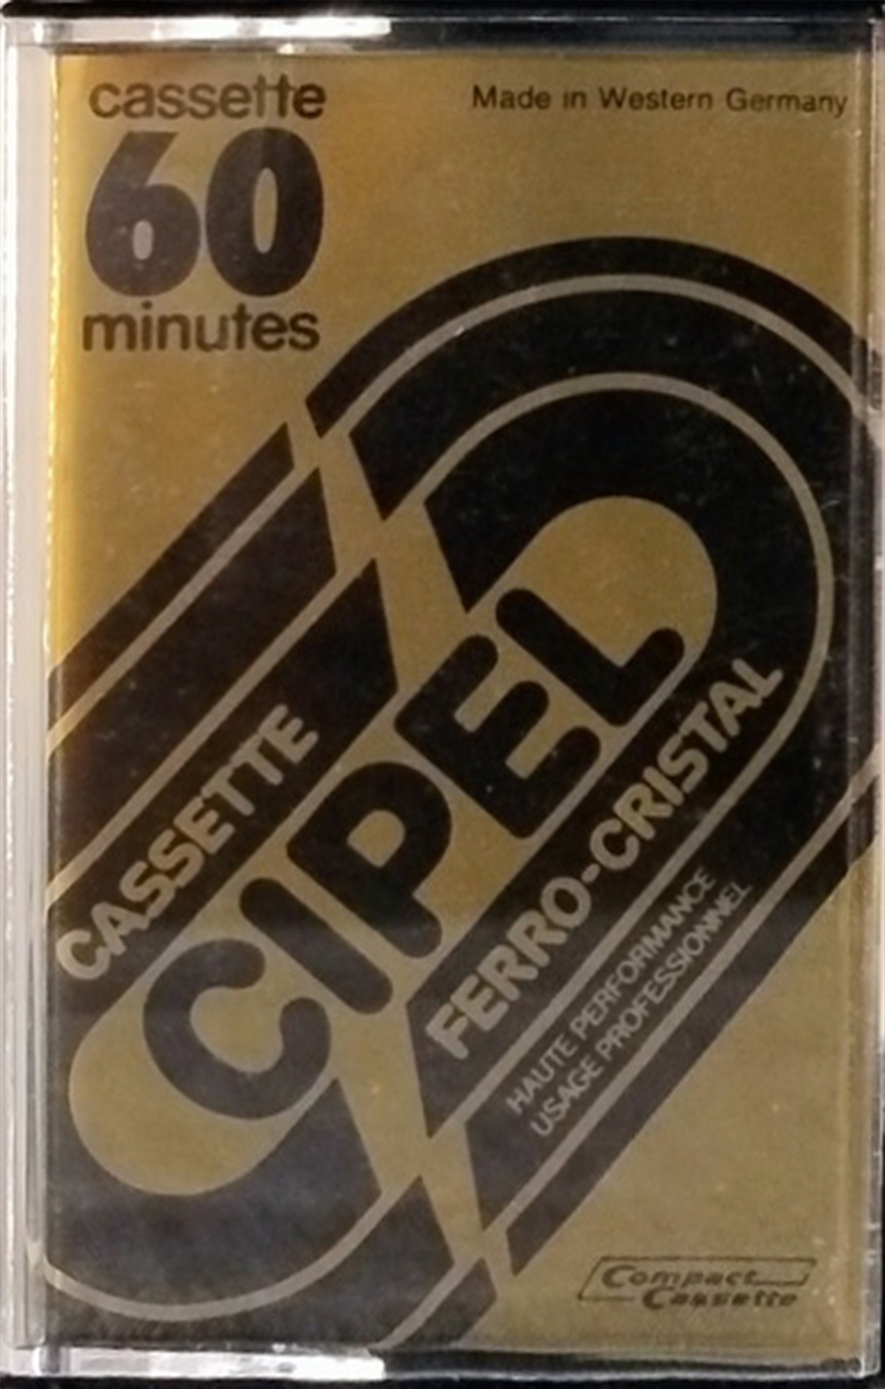 cassette
60
minutes
Made in Western Germany
CASSETTE
CIPEL
FERRO-CRISTAL
HAUTE PERFORMANCE
USAGE PROFESSIONNEL
Compact
Cassette